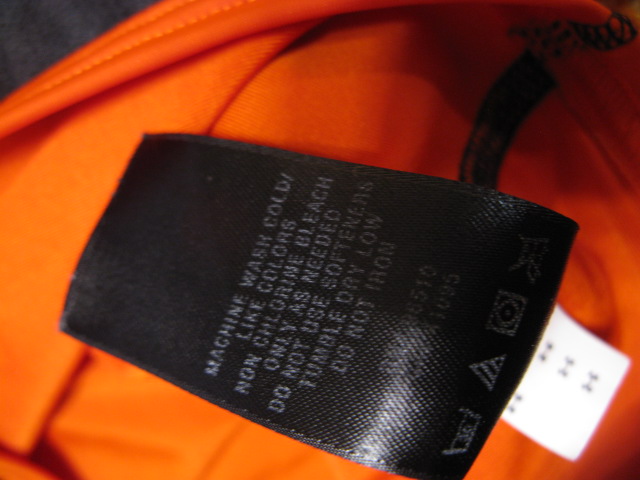 MACHINE WASH COLD/
LIKE COLORS
NON CHLORINE BLEACH
ONLY AS NEEDED
DO NOT USE SOFTENERS
TUMBLE DRY LOW
DO NOT IRON